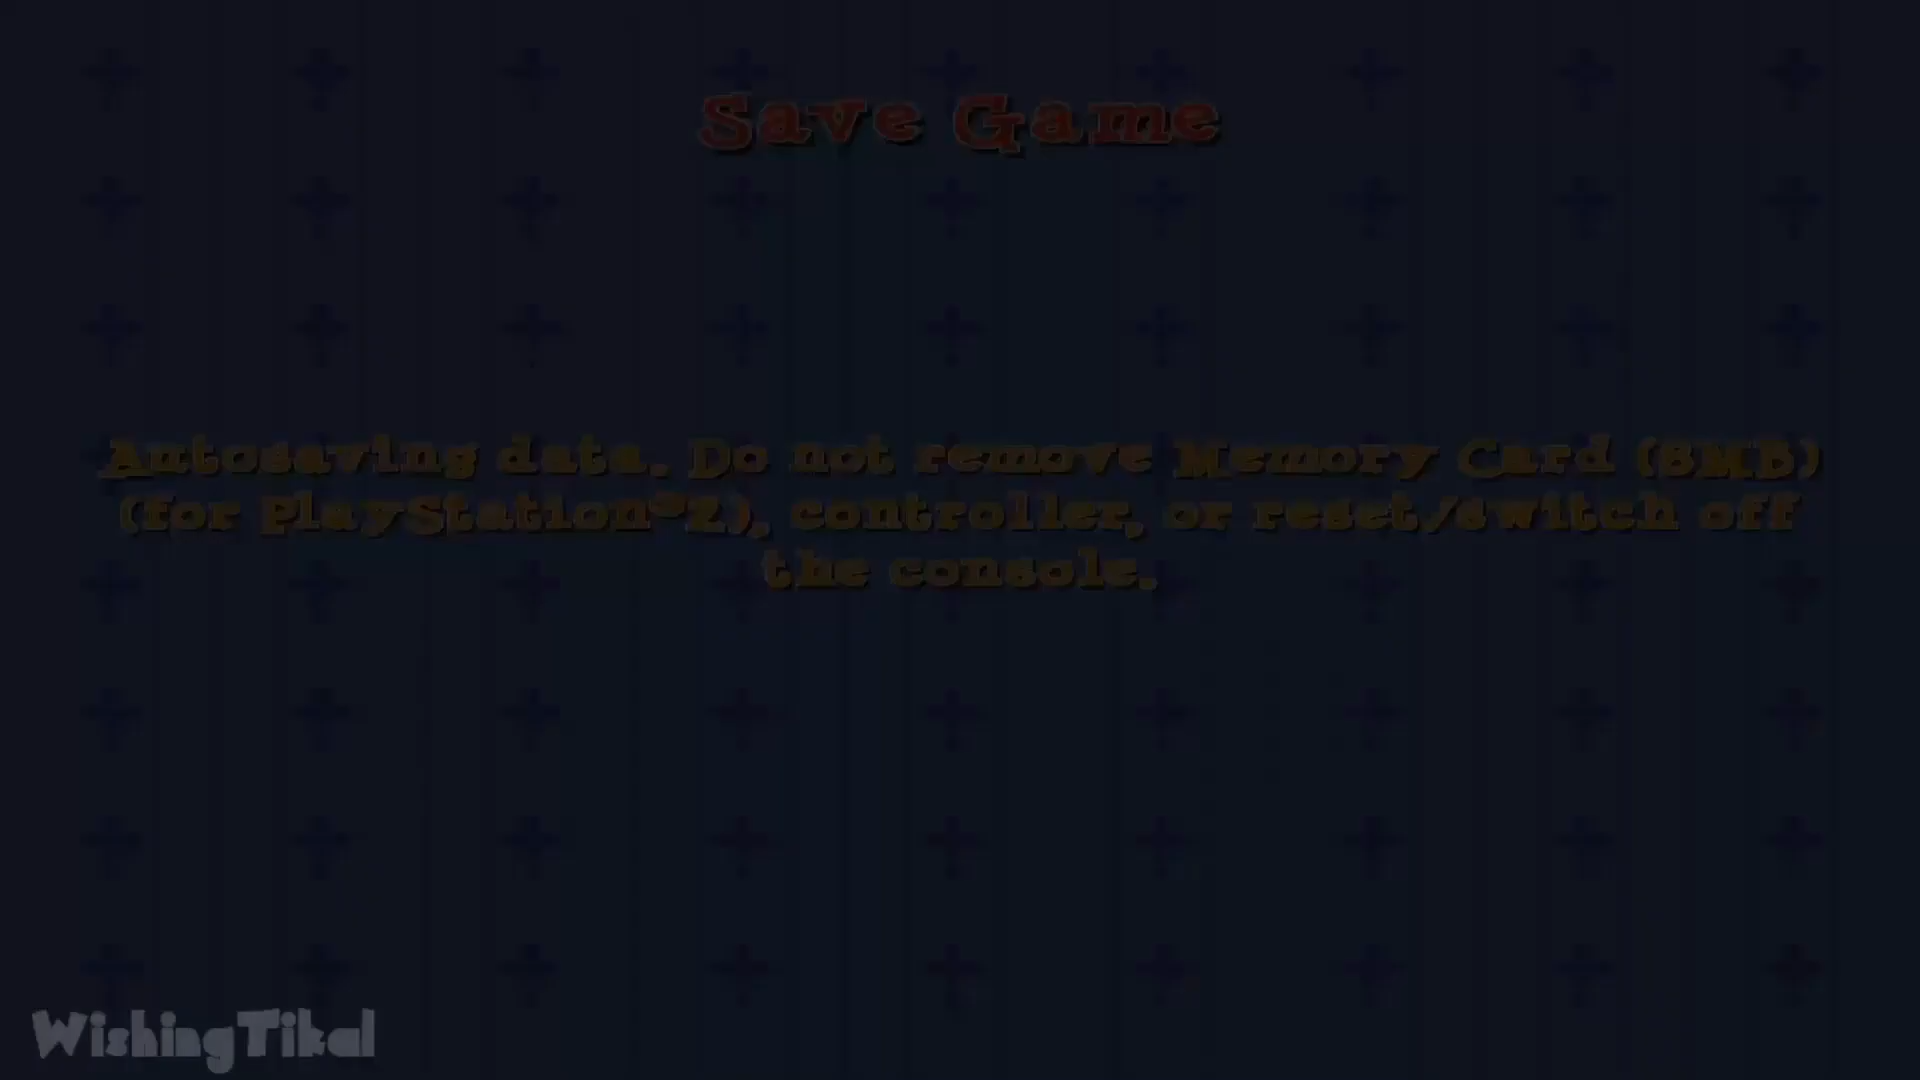 Save Game
Autosaving data. Do not remove Memory Card (8MB)
(for PlayStation®2), controller, or reset/switch off
the console.
WishingTikal